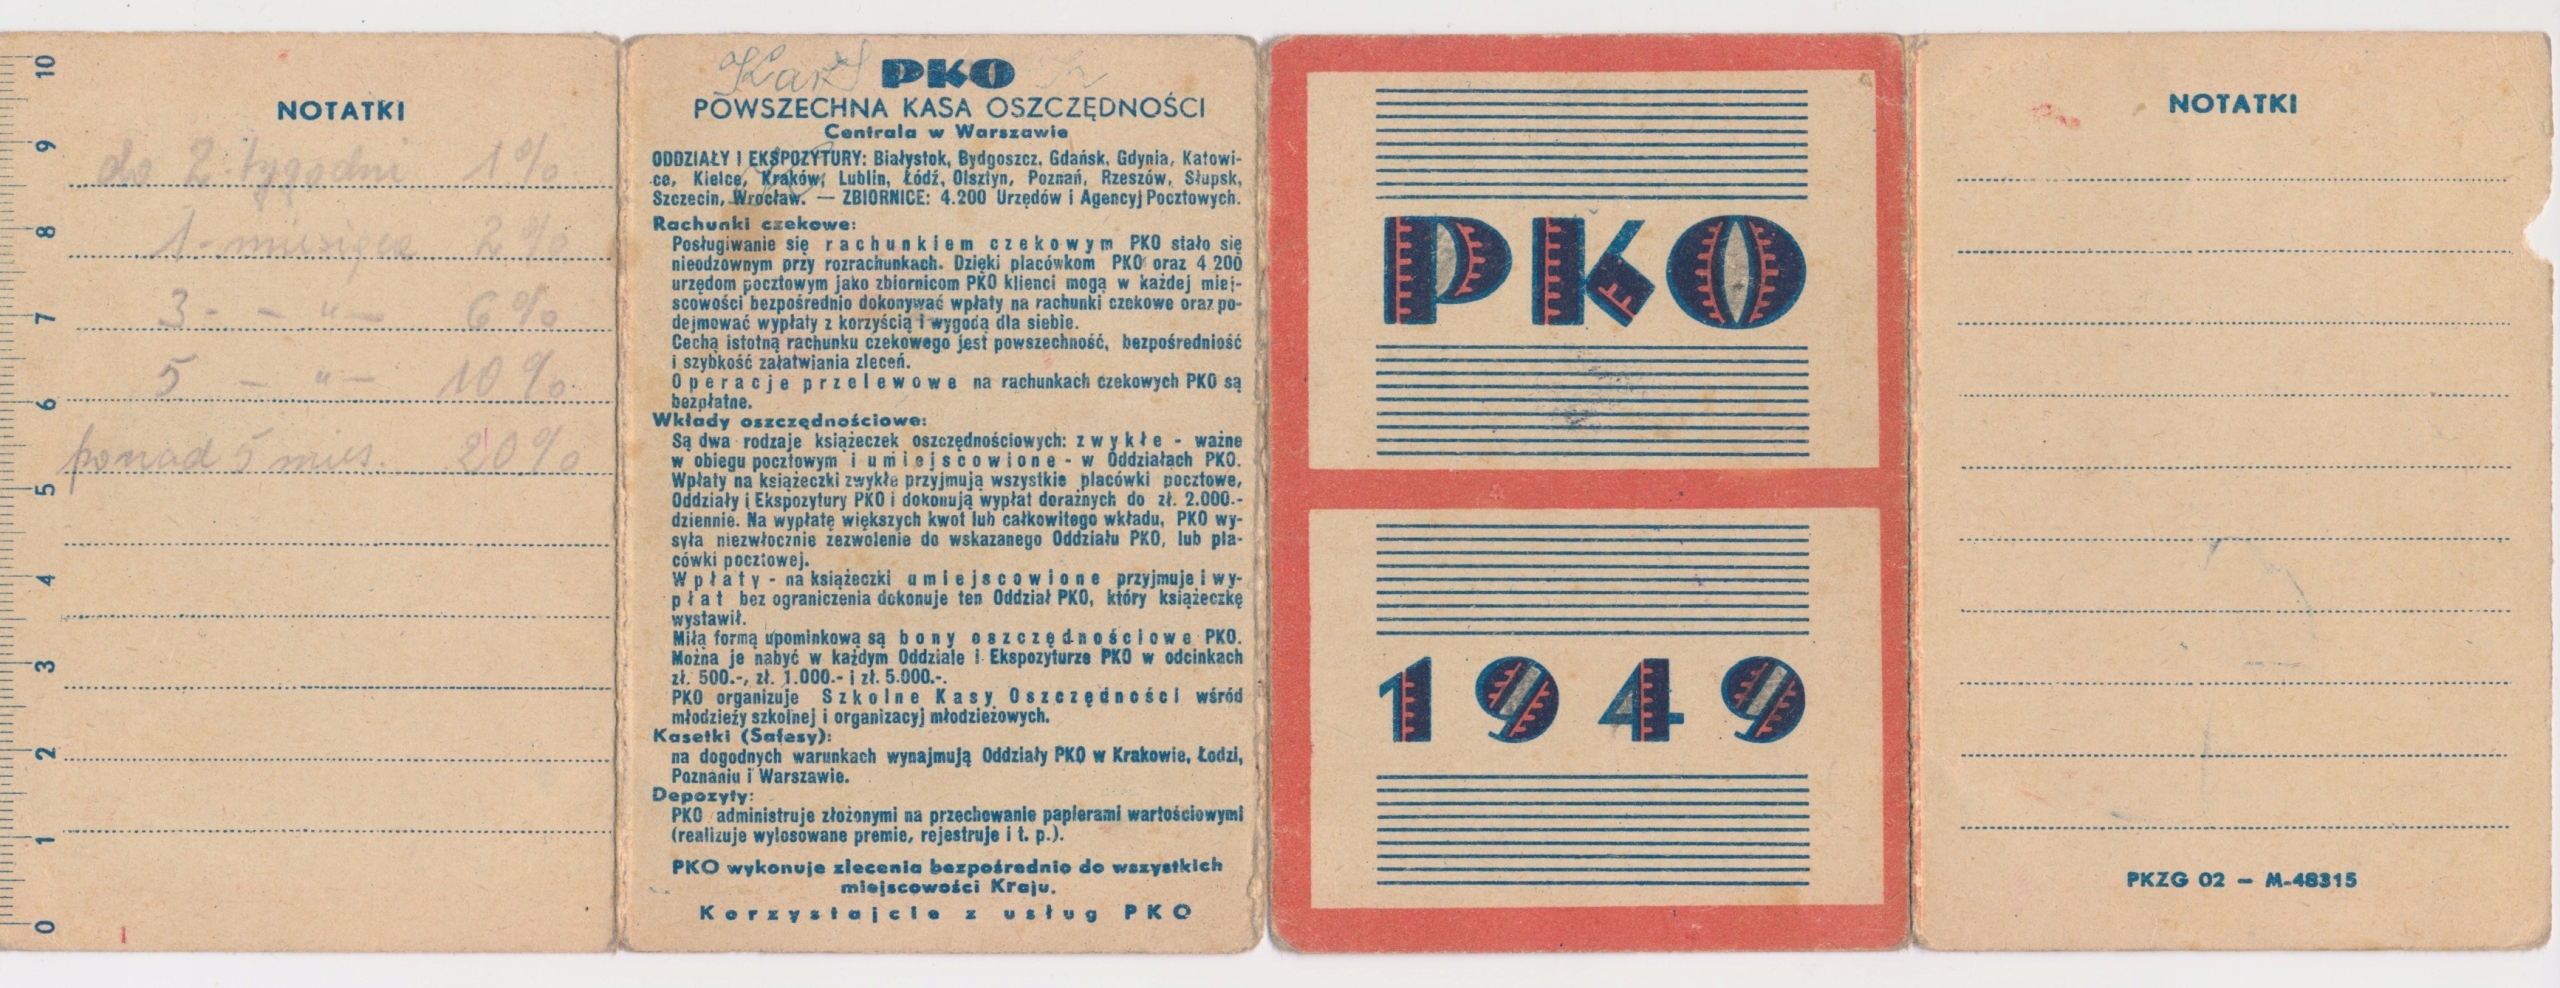 10
9
8
7
6
5
4
3
2
1
0
NOTATKI
do 2 tygodni 1%
1 - miesiąca 2%
3 - - " - 6%
5 - " - 10%
ponad 5 mies. 20%
PKO
POWSZECHNA KASA OSZCZĘDNOŚCI
Centrala w Warszawie
ODDZIAŁY I EKSPOZYTURY: Białystok, Bydgoszcz, Gdańsk, Gdynia, Katowi-
ce, Kielce, Kraków, Lublin, Łódź, Olsztyn, Poznań, Rzeszów, Słupsk,
Szczecin, Wrocław. — ZBIORNICE: 4.200 Urzędów i Agencyj Pocztowych.
Rachunki czekowe:
Posługiwanie się rachunkiem czekowym PKO stało się
nieodzownym przy rozrachunkach. Dzięki placówkom PKO oraz 4 200
urzędom pocztowym jako zbiornicom PKO klienci mogą w każdej miej-
scowości bezpośrednio dokonywać wpłaty na rachunki czekowe oraz po-
dejmować wypłaty z korzyścią i wygodą dla siebie.
Cechą istotną rachunku czekowego jest powszechność, bezpośredniość
i szybkość załatwiania zleceń.
Operacje przelewowe na rachunkach czekowych PKO są
bezpłatne.
Wkłady oszczędnościowe:
Są dwa rodzaje książeczek oszczędnościowych: zwykłe - ważne
w obiegu pocztowym i umiejscowione - w Oddziałach PKO.
Wpłaty na książeczki zwykłe przyjmują wszystkie placówki pocztowe,
Oddziały i Ekspozytury PKO i dokonują wypłat doraźnych do zł. 2.000.-
dziennie. Na wypłatę większych kwot lub całkowitego wkładu, PKO wy-
syła niezwłocznie zezwolenie do wskazanego Oddziału PKO, lub pla-
cówki pocztowej.
Wpłaty - na książeczki umiejscowione przyjmuje i wy-
płat bez ograniczenia dokonuje ten Oddział PKO, który książeczkę
wystawił.
Miłą formą upominkową są bony oszczędnościowe PKO.
Można je nabyć w każdym Oddziale i Ekspozyturze PKO w odcinkach
zł. 500.-, zł. 1.000.- i zł. 5.000.-.
PKO organizuje Szkolne Kasy Oszczędności wśród
młodzieży szkolnej i organizacyj młodzieżowych.
Kasetki (Safesy):
na dogodnych warunkach wynajmują Oddziały PKO w Krakowie, Łodzi,
Poznaniu i Warszawie.
Depozyty:
PKO administruje złożonymi na przechowanie papierami wartościowymi
(realizuje wylosowane premie, rejestruje i t. p.).
PKO wykonuje zlecenia bezpośrednio do wszystkich
miejscowości Kraju.
Korzystajcie z usług PKO
PKO
1949
NOTATKI
PKZG 02 — M-48315